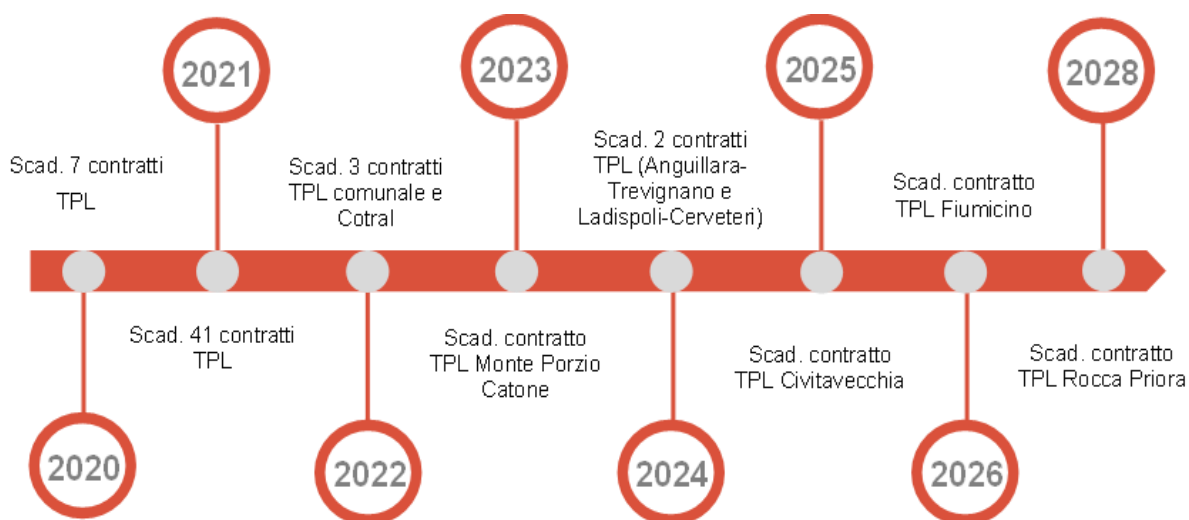 2021
2023
2025
2028
Scad. 7 contratti
TPL
Scad. 3 contratti
TPL comunale e
Cotral
Scad. 2 contratti
TPL (Anguillara-
Trevignano e
Ladispoli-Cerveteri)
Scad. contratto
TPL Fiumicino
Scad. 41 contratti
TPL
Scad. contratto
TPL Monte Porzio
Catone
Scad. contratto
TPL Civitavecchia
Scad. contratto
TPL Rocca Priora
2020
2022
2024
2026